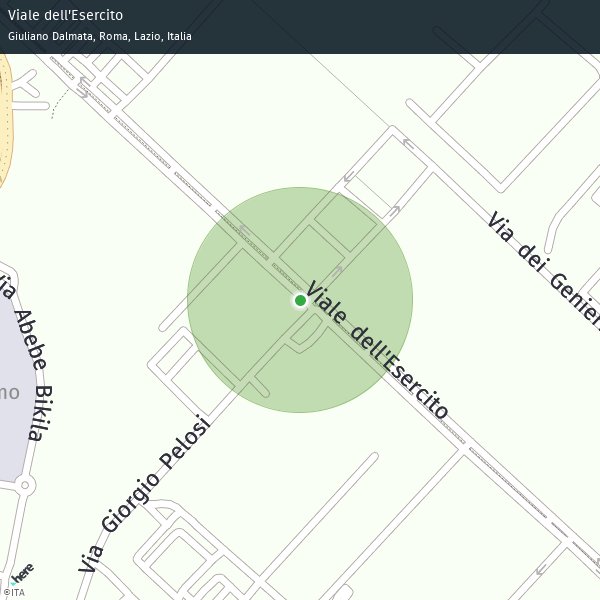 Viale dell'Esercito
Giuliano Dalmata, Roma, Lazio, Italia
Via dei Genieri
Viale dell'Esercito
Via Abebe Bikila
mo
Via Giorgio Pelosi
here
©ITA